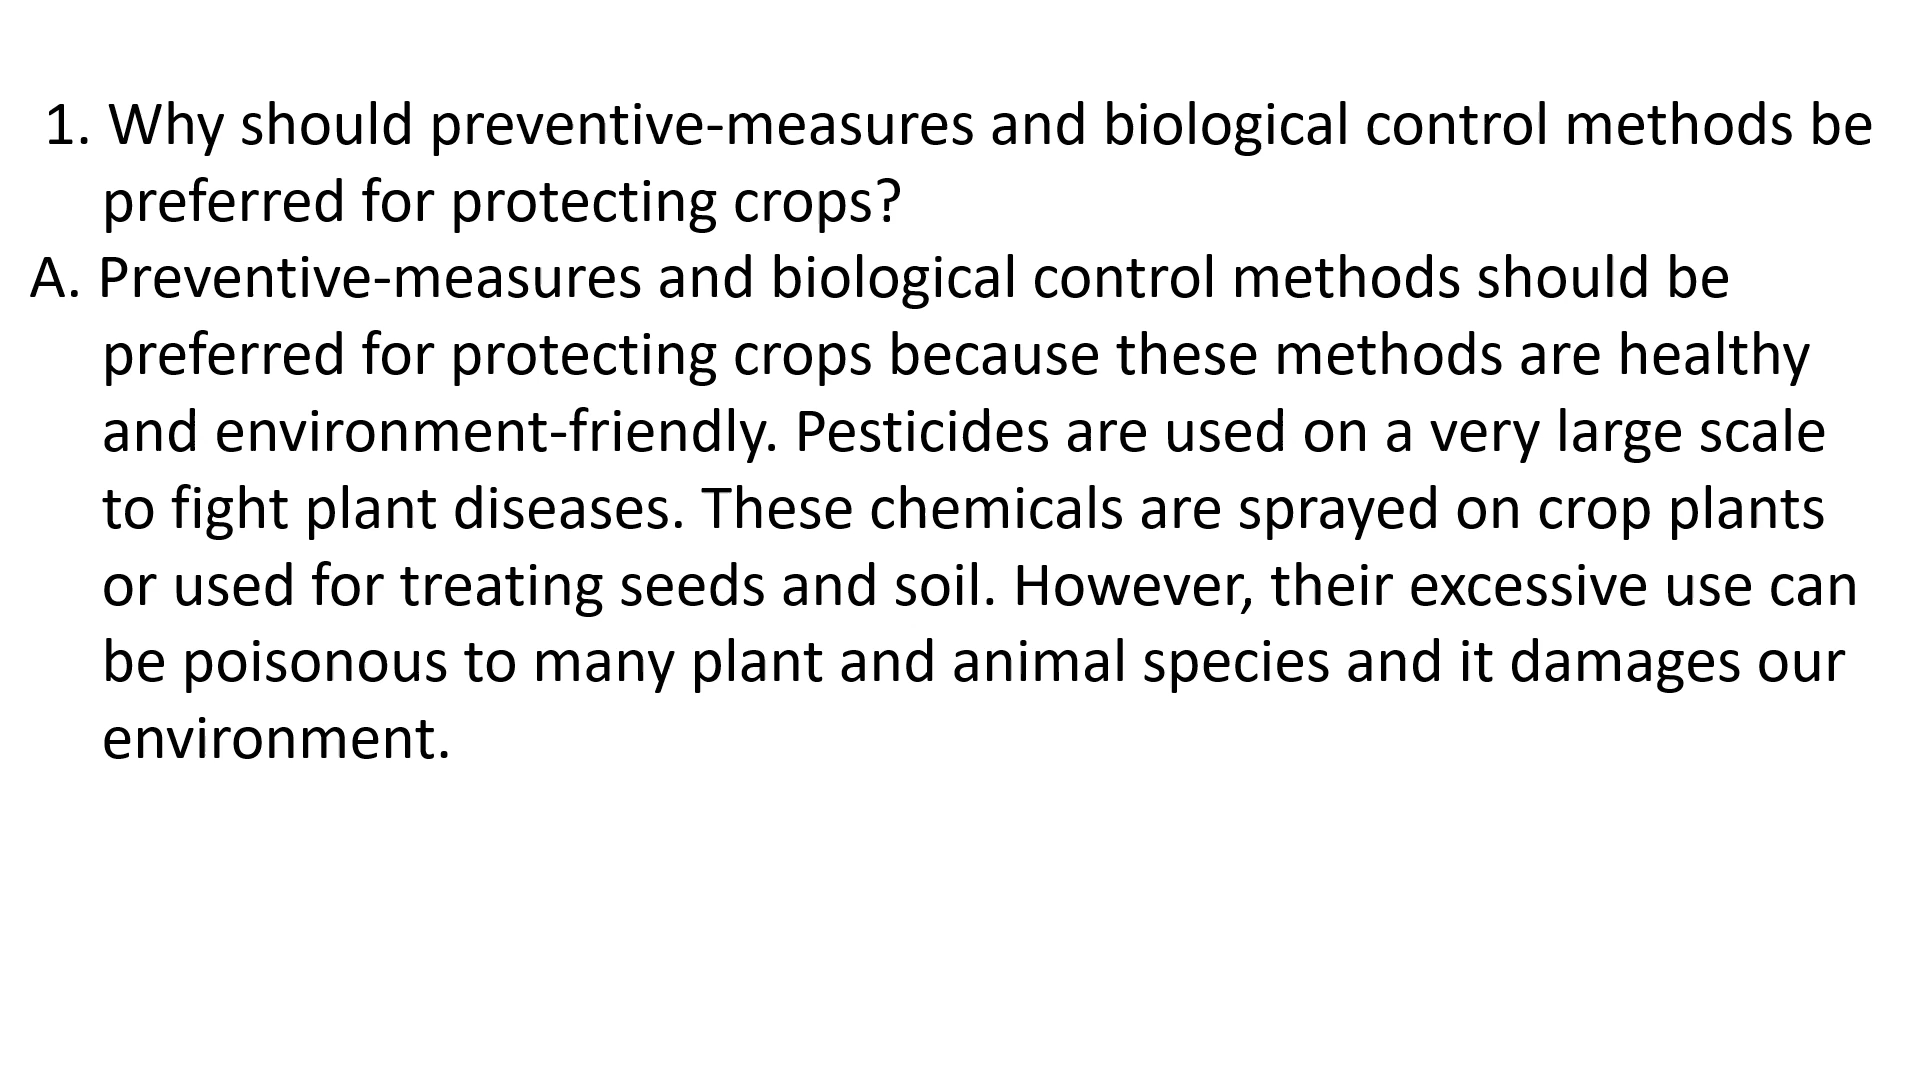 1. Why should preventive-measures and biological control methods be
preferred for protecting crops?
A. Preventive-measures and biological control methods should be
preferred for protecting crops because these methods are healthy
and environment-friendly. Pesticides are used on a very large scale
to fight plant diseases. These chemicals are sprayed on crop plants
or used for treating seeds and soil. However, their excessive use can
be poisonous to many plant and animal species and it damages our
environment.